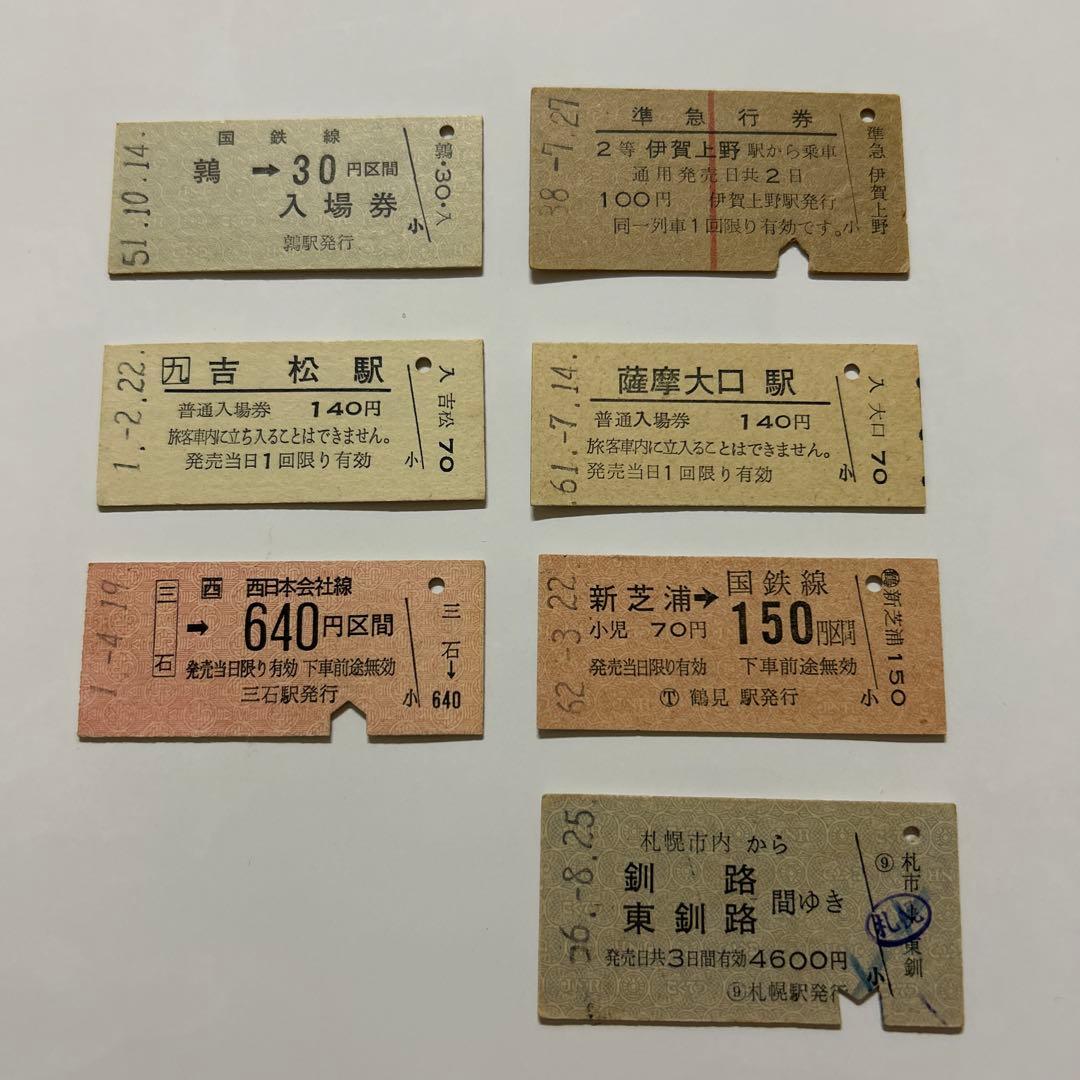 51.10.14.
国鉄線
鶉 → 30円区間
入場券
小
鶉駅発行
鶉・30・入
38-7.27
準急行券
2等 伊賀上野 駅から乗車
通用発売日共2日
100円 伊賀上野駅発行
同一列車1回限り有効です。小
準急 伊賀上野
1.-2.22.
九 吉松駅
普通入場券 140円
旅客車内に立ち入ることはできません。
発売当日1回限り有効 小
入 吉松 70
61.-7.14.
薩摩大口駅
普通入場券 140円
旅客車内に立入ることはできません。
発売当日1回限り有効 小
入 大口 70
1.-4.19.
三石
西 西日本会社線
→ 640円区間
発売当日限り有効 下車前途無効
三石駅発行 小
三石→640
62.-3.22.
新芝浦→ 国鉄線
小児 70円 150円区間
発売当日限り有効 下車前途無効
Ⓣ 鶴見 駅発行 小
鶴 新芝浦 150
56.-8.25.
札幌市内 から
釧路
東釧路 間ゆき
発売日共3日間有効 4600円
⑨札幌駅発行 小
⑨ 札市
東釧